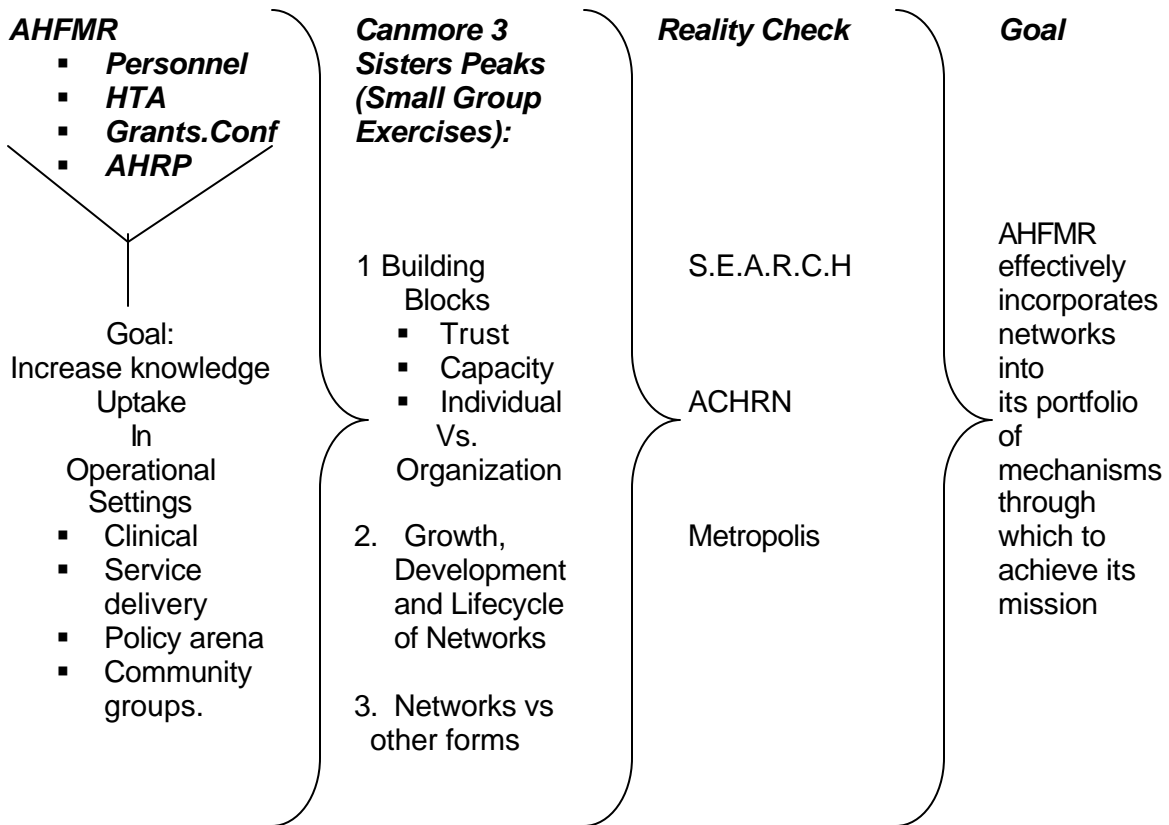 AHFMR
▪ Personnel
▪ HTA
▪ Grants.Conf
▪ AHRP
Goal:
Increase knowledge
Uptake
In
Operational
Settings
▪ Clinical
▪ Service
delivery
▪ Policy arena
▪ Community
groups.
Canmore 3
Sisters Peaks
(Small Group
Exercises):
1 Building
Blocks
▪ Trust
▪ Capacity
▪ Individual
Vs.
Organization
2. Growth,
Development
and Lifecycle
of Networks
3. Networks vs
other forms
Reality Check
S.E.A.R.C.H
ACHRN
Metropolis
Goal
AHFMR
effectively
incorporates
networks
into
its portfolio
of
mechanisms
through
which to
achieve its
mission